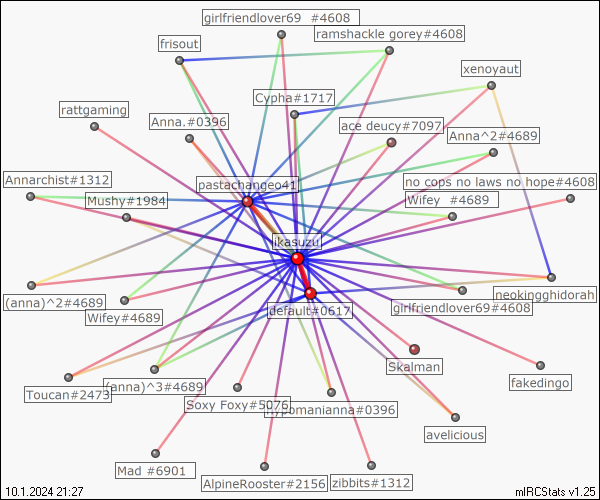 girlfriendlover69 #4608
ramshackle gorey#4608
frisout
xenoyaut
Cypha#1717
rattgaming
Anna.#0396
ace deucy#7097
Anna^2#4689
Annarchist#1312
pastachangeo41
no cops no laws no hope#4608
Mushy#1984
Wifey #4689
ikasuzu
(anna)^2#4689
neokingghidorah
Wifey#4689
default#0617
girlfriendlover69#4608
Skalman
Toucan#2473
(anna)^3#4689
fakedingo
Soxy Foxy#5076
pomanianna#0396
avelicious
Mad #6901
AlpineRooster#2156
zibbits#1312
10.1.2024 21:27
mIRCStats v1.25